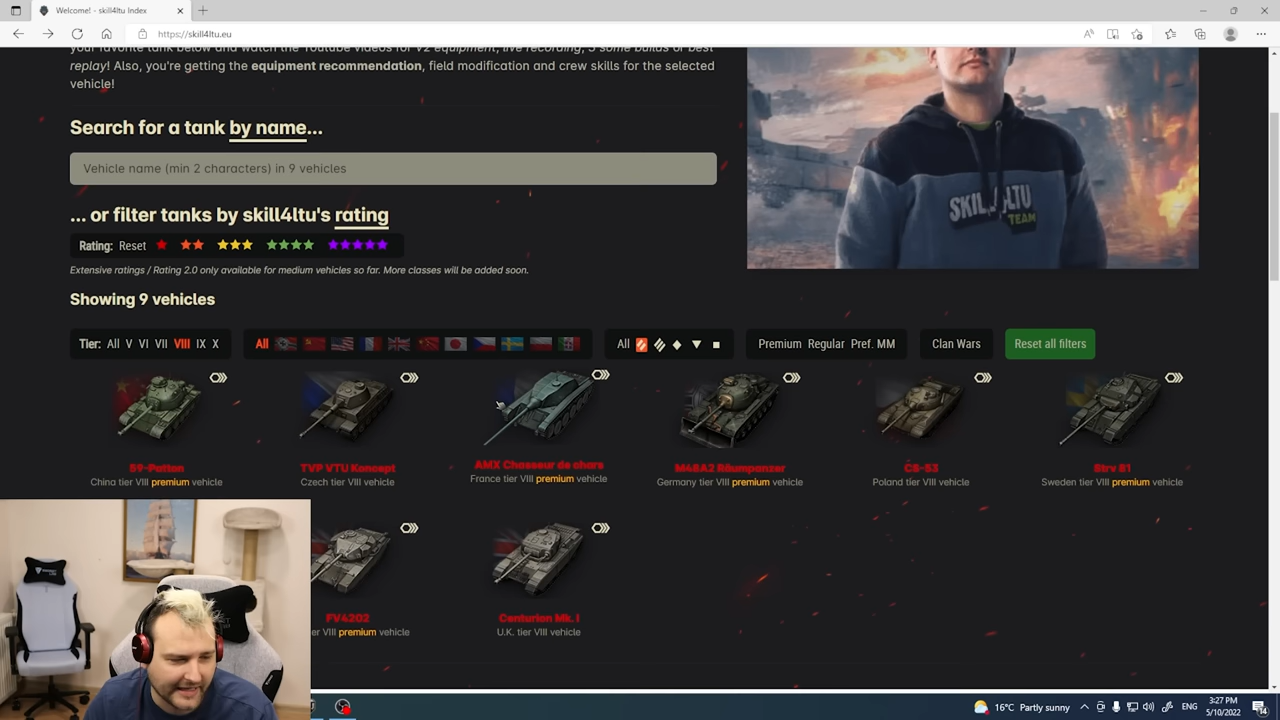 Welcome! - skill4ltu Index
https://skill4ltu.eu
your favorite tank below and watch the Youtube videos for V2 equipment, live recording, 3 some builds or best
replay! Also, you're getting the equipment recommendation, field modification and crew skills for the selected
vehicle!
Search for a tank by name...
Vehicle name (min 2 characters) in 9 vehicles
... or filter tanks by skill4ltu's rating
Rating: Reset
Extensive ratings / Rating 2.0 only available for medium vehicles so far. More classes will be added soon.
Showing 9 vehicles
Tier: All V VI VII VIII IX X
All
All
Premium Regular Pref. MM
Clan Wars
Reset all filters
59-Patton
China tier VIII premium vehicle
TVP VTU Koncept
Czech tier VIII vehicle
AMX Chasseur de chars
France tier VIII premium vehicle
M48A2 Räumpanzer
Germany tier VIII premium vehicle
CS-53
Poland tier VIII vehicle
Strv 81
Sweden tier VIII premium vehicle
FV4202
er VIII premium vehicle
Centurion Mk. I
U.K. tier VIII vehicle
SKILL4LTU
TEAM
16°C Partly sunny
ENG
3:27 PM
5/10/2022
14